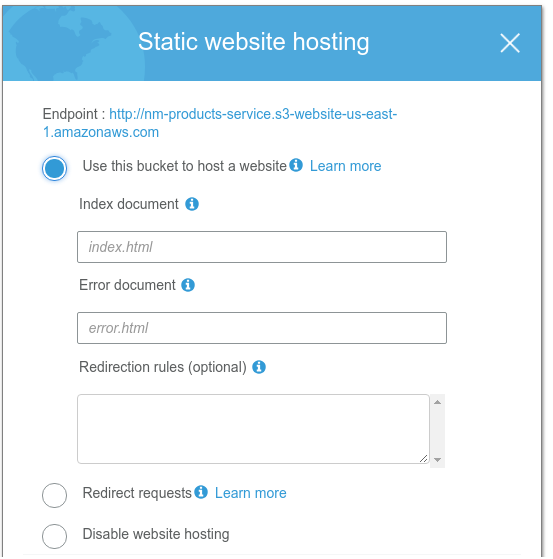 Static website hosting
Endpoint : http://nm-products-service.s3-website-us-east-
1.amazonaws.com
Use this bucket to host a website Learn more
Index document
index.html
Error document
error.html
Redirection rules (optional)
Redirect requests Learn more
Disable website hosting